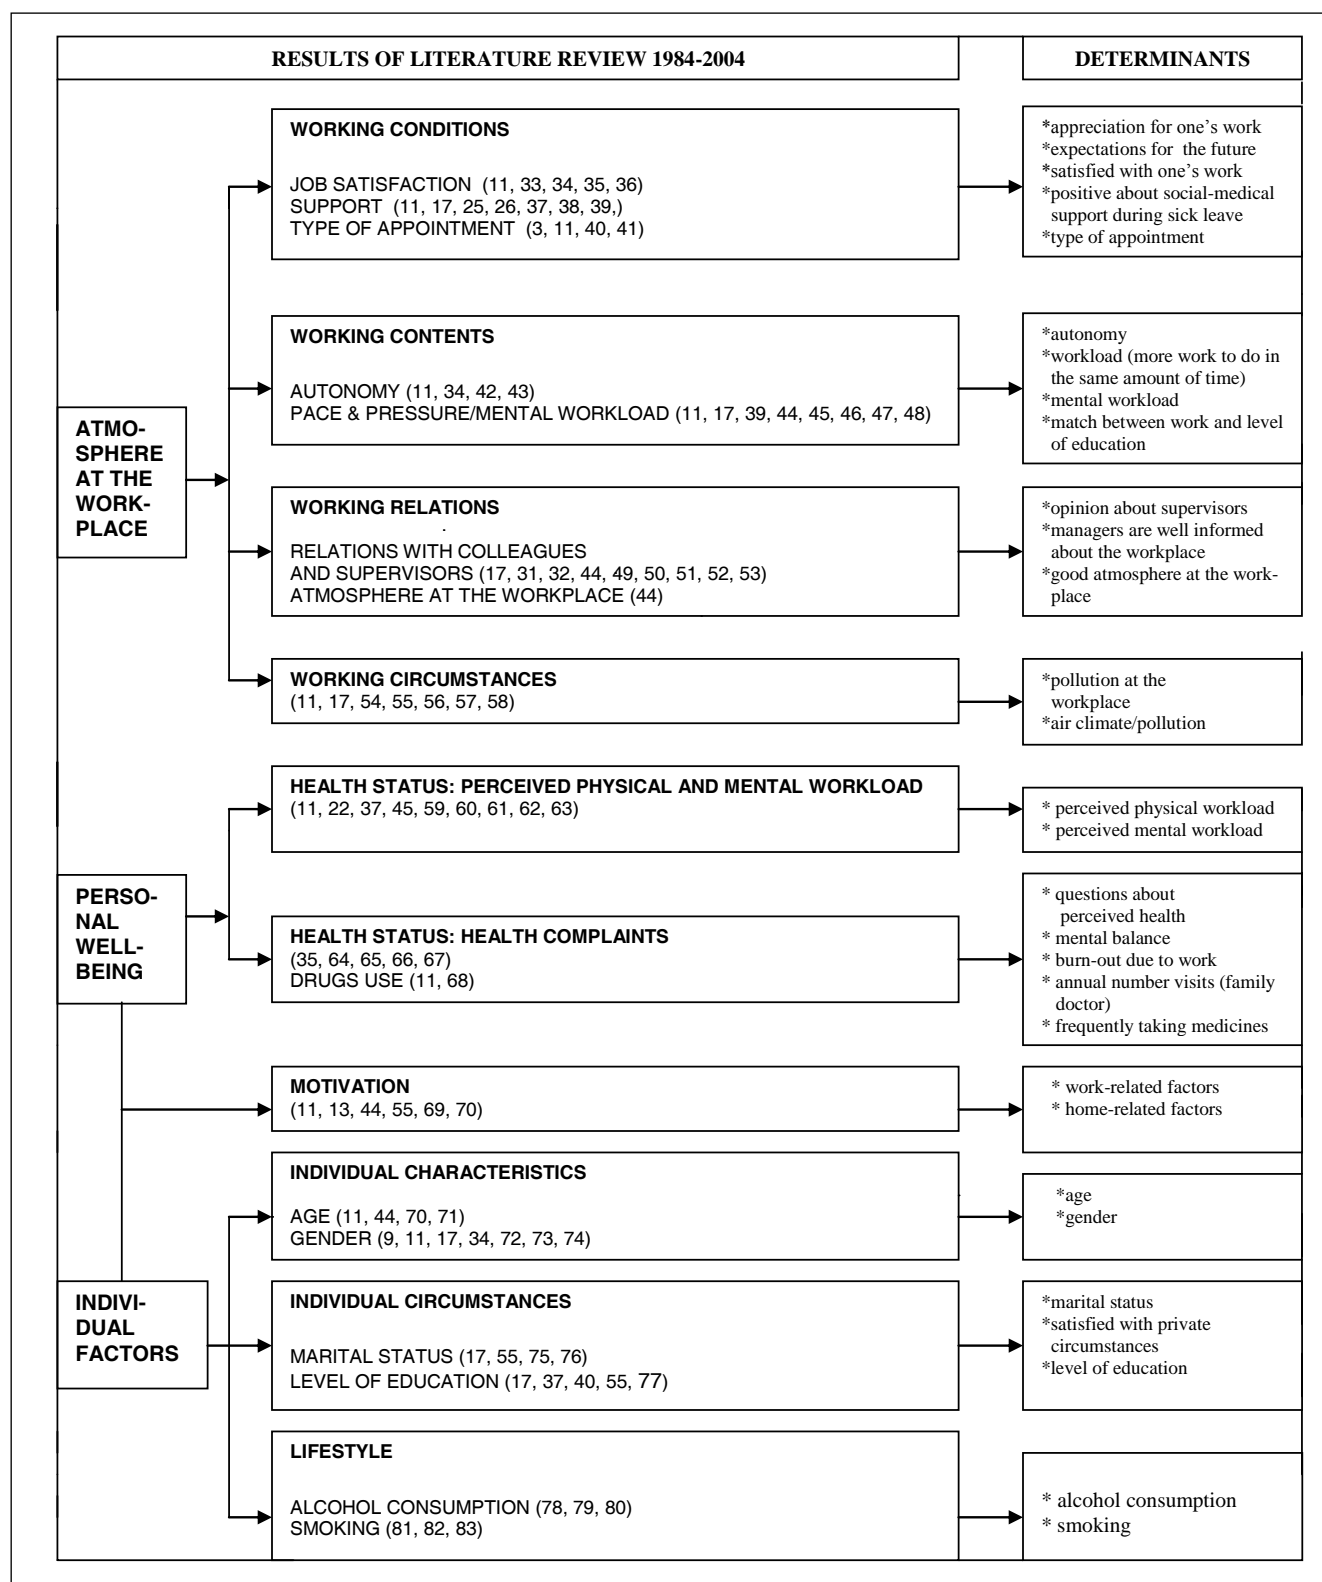 RESULTS OF LITERATURE REVIEW 1984-2004
DETERMINANTS
ATMO-
SPHERE
AT THE
WORK-
PLACE
WORKING CONDITIONS
JOB SATISFACTION (11, 33, 34, 35, 36)
SUPPORT (11, 17, 25, 26, 37, 38, 39,)
TYPE OF APPOINTMENT (3, 11, 40, 41)
*appreciation for one's work
*expectations for the future
*satisfied with one's work
*positive about social-medical
support during sick leave
*type of appointment
WORKING CONTENTS
AUTONOMY (11, 34, 42, 43)
PACE & PRESSURE/MENTAL WORKLOAD (11, 17, 39, 44, 45, 46, 47, 48)
*autonomy
*workload (more work to do in
the same amount of time)
*mental workload
*match between work and level
of education
WORKING RELATIONS
RELATIONS WITH COLLEAGUES
AND SUPERVISORS (17, 31, 32, 44, 49, 50, 51, 52, 53)
ATMOSPHERE AT THE WORKPLACE (44)
*opinion about supervisors
*managers are well informed
about the workplace
*good atmosphere at the work-
place
WORKING CIRCUMSTANCES
(11, 17, 54, 55, 56, 57, 58)
*pollution at the
workplace
*air climate/pollution
PERSO-
NAL
WELL-
BEING
HEALTH STATUS: PERCEIVED PHYSICAL AND MENTAL WORKLOAD
(11, 22, 37, 45, 59, 60, 61, 62, 63)
* perceived physical workload
* perceived mental workload
HEALTH STATUS: HEALTH COMPLAINTS
(35, 64, 65, 66, 67)
DRUGS USE (11, 68)
* questions about
perceived health
* mental balance
* burn-out due to work
* annual number visits (family
doctor)
* frequently taking medicines
MOTIVATION
(11, 13, 44, 55, 69, 70)
* work-related factors
* home-related factors
INDIVI-
DUAL
FACTORS
INDIVIDUAL CHARACTERISTICS
AGE (11, 44, 70, 71)
GENDER (9, 11, 17, 34, 72, 73, 74)
*age
*gender
INDIVIDUAL CIRCUMSTANCES
MARITAL STATUS (17, 55, 75, 76)
LEVEL OF EDUCATION (17, 37, 40, 55, 77)
*marital status
*satisfied with private
circumstances
*level of education
LIFESTYLE
ALCOHOL CONSUMPTION (78, 79, 80)
SMOKING (81, 82, 83)
* alcohol consumption
* smoking